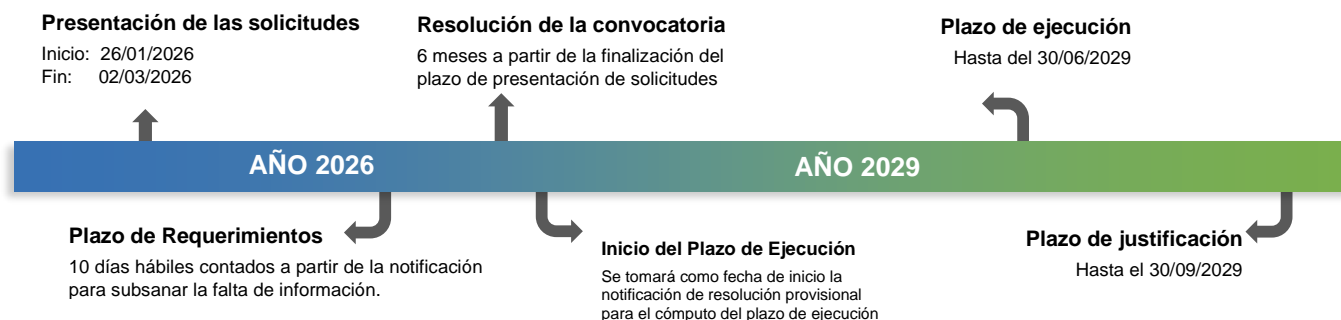 Presentación de las solicitudes
Inicio: 26/01/2026
Fin: 02/03/2026
Resolución de la convocatoria
6 meses a partir de la finalización del
plazo de presentación de solicitudes
Plazo de ejecución
Hasta del 30/06/2029
AÑO 2026
AÑO 2029
Plazo de Requerimientos
10 días hábiles contados a partir de la notificación
para subsanar la falta de información.
Inicio del Plazo de Ejecución
Se tomará como fecha de inicio la
notificación de resolución provisional
para el cómputo del plazo de ejecución
Plazo de justificación
Hasta el 30/09/2029